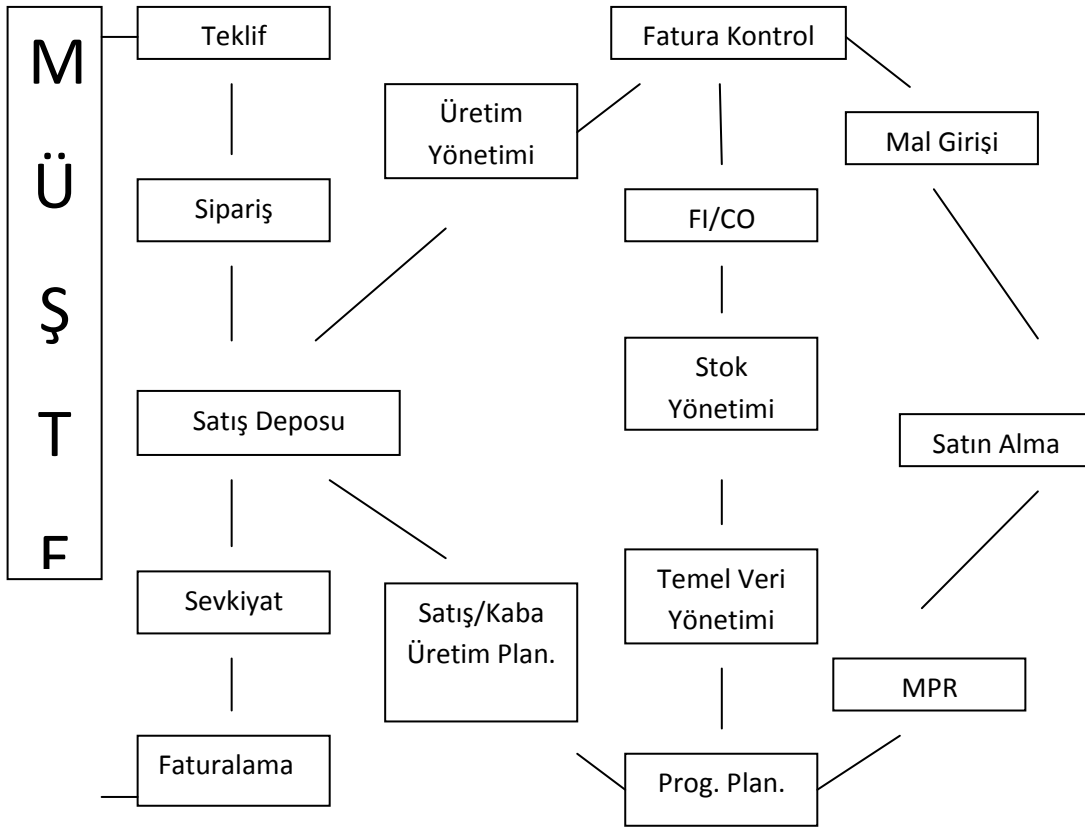 M
Ü
Ş
T
Teklif
Sipariş
Satış Deposu
Sevkiyat
Faturalama
Üretim
Yönetimi
Satış/Kaba
Üretim Plan.
Fatura Kontrol
FI/CO
Stok
Yönetimi
Temel Veri
Yönetimi
Prog. Plan.
Mal Girişi
Satın Alma
MPR